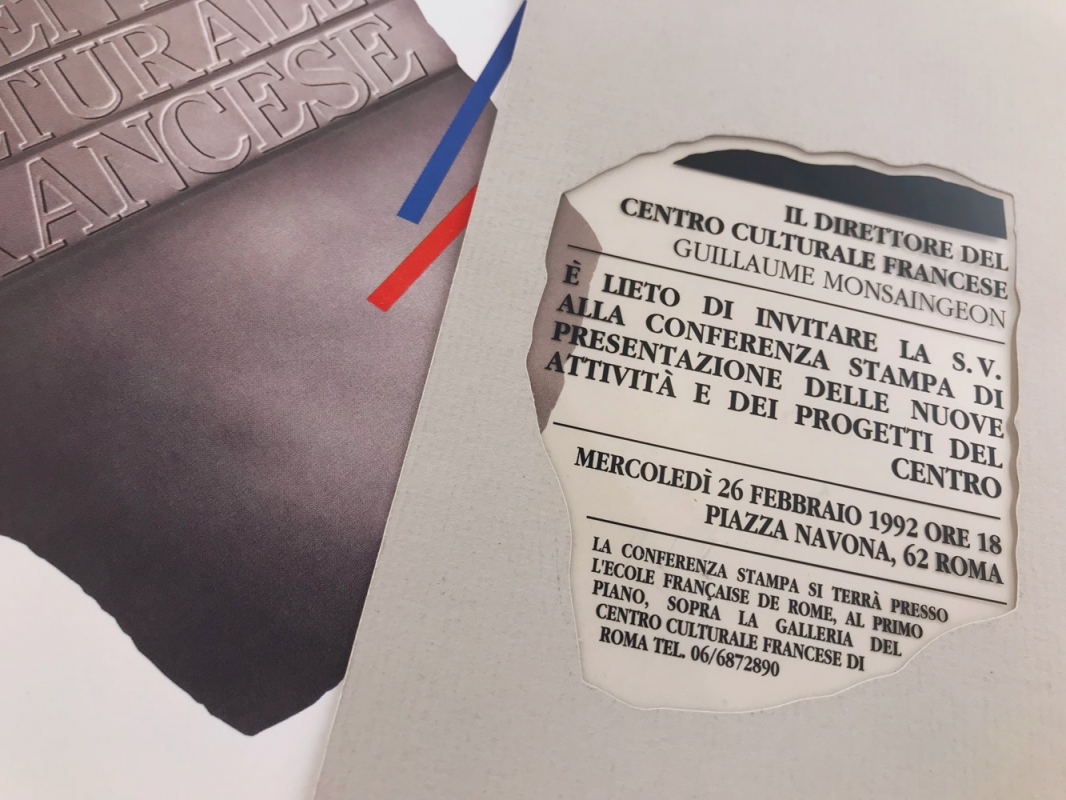 LTURALE
ANCESE
IL DIRETTORE DEL
CENTRO CULTURALE FRANCESE
GUILLAUME MONSAINGEON
È LIETO DI INVITARE LA S.V.
ALLA CONFERENZA STAMPA DI
PRESENTAZIONE DELLE NUOVE
ATTIVITÀ E DEI PROGETTI DEL
CENTRO
MERCOLEDÌ 26 FEBBRAIO 1992 ORE 18
PIAZZA NAVONA, 62 ROMA
LA CONFERENZA STAMPA SI TERRÀ PRESSO
L'ECOLE FRANÇAISE DE ROME, AL PRIMO
PIANO, SOPRA LA GALLERIA DEL
CENTRO CULTURALE FRANCESE DI
ROMA TEL. 06/6872890